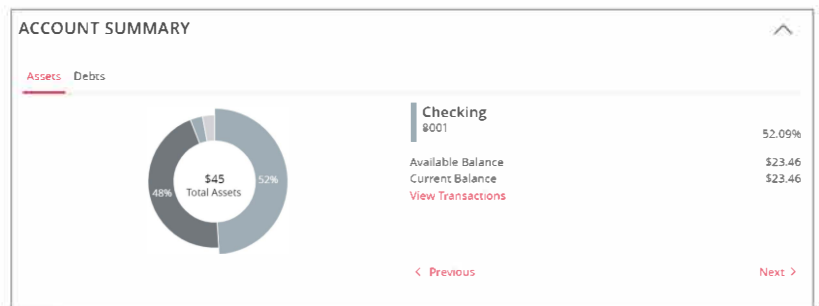 ACCOUNT SUMMARY
Assets Debts
Checking
8001
52.09%
48%
$45
Total Assets
52%
Available Balance $23.46
Current Balance $23.46
View Transactions
< Previous Next >